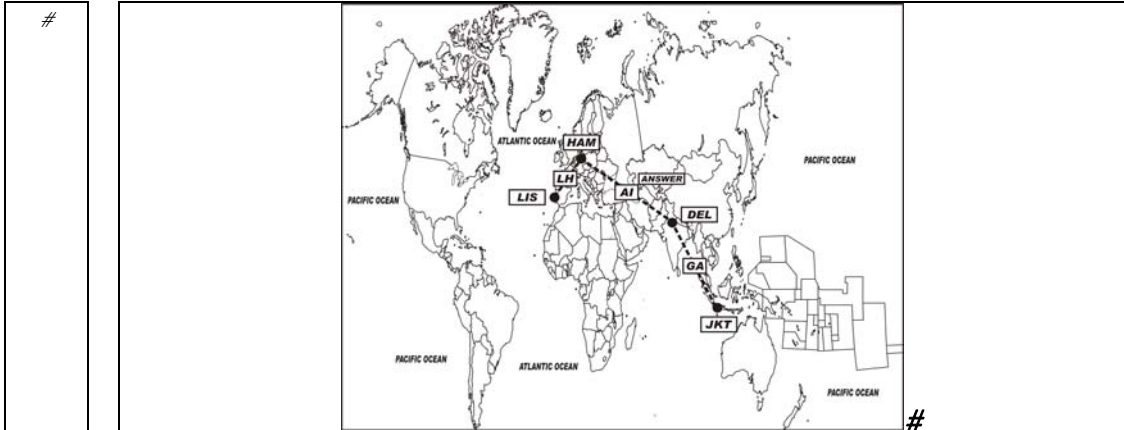 #
ATLANTIC OCEAN
HAM
PACIFIC OCEAN
LH
ANSWER
AI
LIS
PACIFIC OCEAN
DEL
GA
JKT
PACIFIC OCEAN
ATLANTIC OCEAN
PACIFIC OCEAN
#